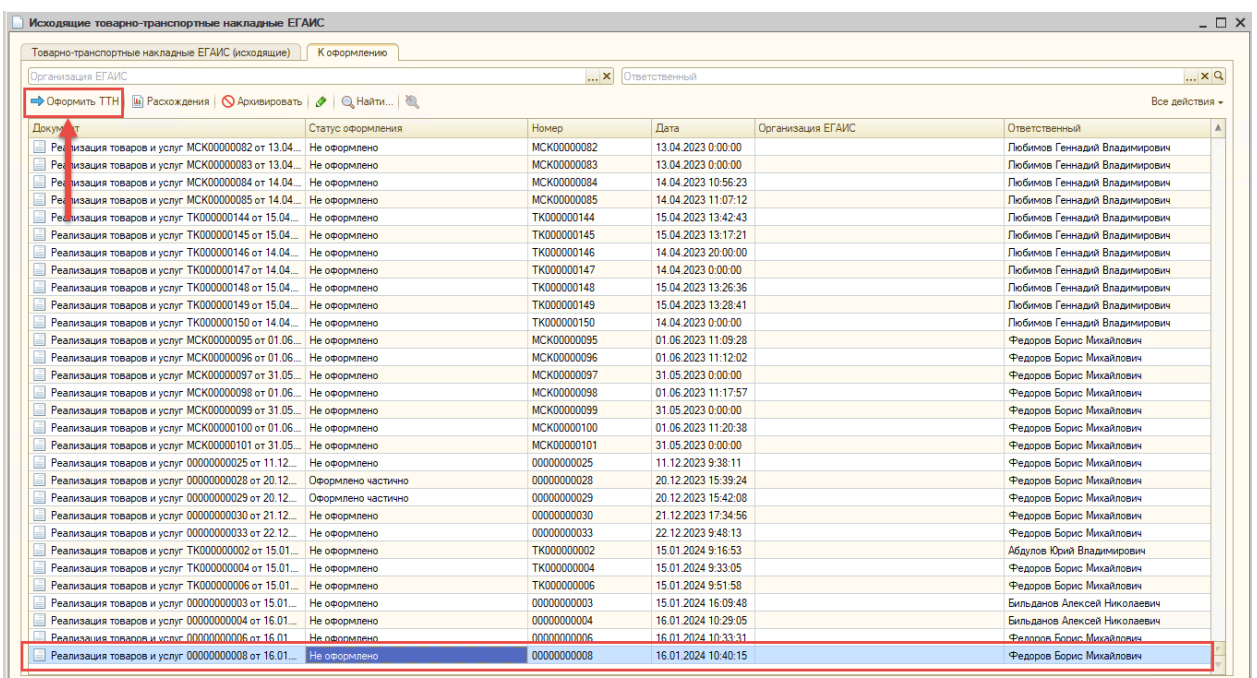 Исходящие товарно-транспортные накладные ЕГАИС
Товарно-транспортные накладные ЕГАИС (исходящие) К оформлению
Организация ЕГАИС ... Ответственный ...
Оформить ТТН Расхождения Архивировать Найти... Все действия
Документ Статус оформления Номер Дата Организация ЕГАИС Ответственный
Реализация товаров и услуг МСК00000082 от 13.04... Не оформлено МСК00000082 13.04.2023 0:00:00 Любимов Геннадий Владимирович
Реализация товаров и услуг МСК00000083 от 13.04... Не оформлено МСК00000083 13.04.2023 0:00:00 Любимов Геннадий Владимирович
Реализация товаров и услуг МСК00000084 от 14.04... Не оформлено МСК00000084 14.04.2023 10:56:23 Любимов Геннадий Владимирович
Реализация товаров и услуг МСК00000085 от 14.04... Не оформлено МСК00000085 14.04.2023 11:07:12 Любимов Геннадий Владимирович
Реализация товаров и услуг ТК000000144 от 15.04... Не оформлено ТК000000144 15.04.2023 13:42:43 Любимов Геннадий Владимирович
Реализация товаров и услуг ТК000000145 от 15.04... Не оформлено ТК000000145 15.04.2023 13:17:21 Любимов Геннадий Владимирович
Реализация товаров и услуг ТК000000146 от 14.04... Не оформлено ТК000000146 14.04.2023 20:00:00 Любимов Геннадий Владимирович
Реализация товаров и услуг ТК000000147 от 14.04... Не оформлено ТК000000147 14.04.2023 0:00:00 Любимов Геннадий Владимирович
Реализация товаров и услуг ТК000000148 от 15.04... Не оформлено ТК000000148 15.04.2023 13:26:36 Любимов Геннадий Владимирович
Реализация товаров и услуг ТК000000149 от 15.04... Не оформлено ТК000000149 15.04.2023 13:28:41 Любимов Геннадий Владимирович
Реализация товаров и услуг ТК000000150 от 14.04... Не оформлено ТК000000150 14.04.2023 0:00:00 Любимов Геннадий Владимирович
Реализация товаров и услуг МСК00000095 от 01.06... Не оформлено МСК00000095 01.06.2023 11:09:28 Федоров Борис Михайлович
Реализация товаров и услуг МСК00000096 от 01.06... Не оформлено МСК00000096 01.06.2023 11:12:02 Федоров Борис Михайлович
Реализация товаров и услуг МСК00000097 от 31.05... Не оформлено МСК00000097 31.05.2023 0:00:00 Федоров Борис Михайлович
Реализация товаров и услуг МСК00000098 от 01.06... Не оформлено МСК00000098 01.06.2023 11:17:57 Федоров Борис Михайлович
Реализация товаров и услуг МСК00000099 от 31.05... Не оформлено МСК00000099 31.05.2023 0:00:00 Федоров Борис Михайлович
Реализация товаров и услуг МСК00000100 от 01.06... Не оформлено МСК00000100 01.06.2023 11:20:38 Федоров Борис Михайлович
Реализация товаров и услуг МСК00000101 от 31.05... Не оформлено МСК00000101 31.05.2023 0:00:00 Федоров Борис Михайлович
Реализация товаров и услуг 00000000025 от 11.12... Не оформлено 00000000025 11.12.2023 9:38:11 Федоров Борис Михайлович
Реализация товаров и услуг 00000000028 от 20.12... Оформлено частично 00000000028 20.12.2023 15:39:24 Федоров Борис Михайлович
Реализация товаров и услуг 00000000029 от 20.12... Оформлено частично 00000000029 20.12.2023 15:42:08 Федоров Борис Михайлович
Реализация товаров и услуг 00000000030 от 21.12... Не оформлено 00000000030 21.12.2023 17:34:56 Федоров Борис Михайлович
Реализация товаров и услуг 00000000033 от 22.12... Не оформлено 00000000033 22.12.2023 9:48:13 Федоров Борис Михайлович
Реализация товаров и услуг ТК000000002 от 15.01... Не оформлено ТК000000002 15.01.2024 9:16:53 Абдулов Юрий Владимирович
Реализация товаров и услуг ТК000000004 от 15.01... Не оформлено ТК000000004 15.01.2024 9:33:05 Федоров Борис Михайлович
Реализация товаров и услуг ТК000000006 от 15.01... Не оформлено ТК000000006 15.01.2024 9:51:58 Федоров Борис Михайлович
Реализация товаров и услуг 00000000003 от 15.01... Не оформлено 00000000003 15.01.2024 16:09:48 Бильданов Алексей Николаевич
Реализация товаров и услуг 00000000004 от 16.01... Не оформлено 00000000004 16.01.2024 10:29:05 Бильданов Алексей Николаевич
Реализация товаров и услуг 00000000006 от 16.01... Не оформлено 00000000006 16.01.2024 10:33:31 Федоров Борис Михайлович
Реализация товаров и услуг 00000000008 от 16.01... Не оформлено 00000000008 16.01.2024 10:40:15 Федоров Борис Михайлович